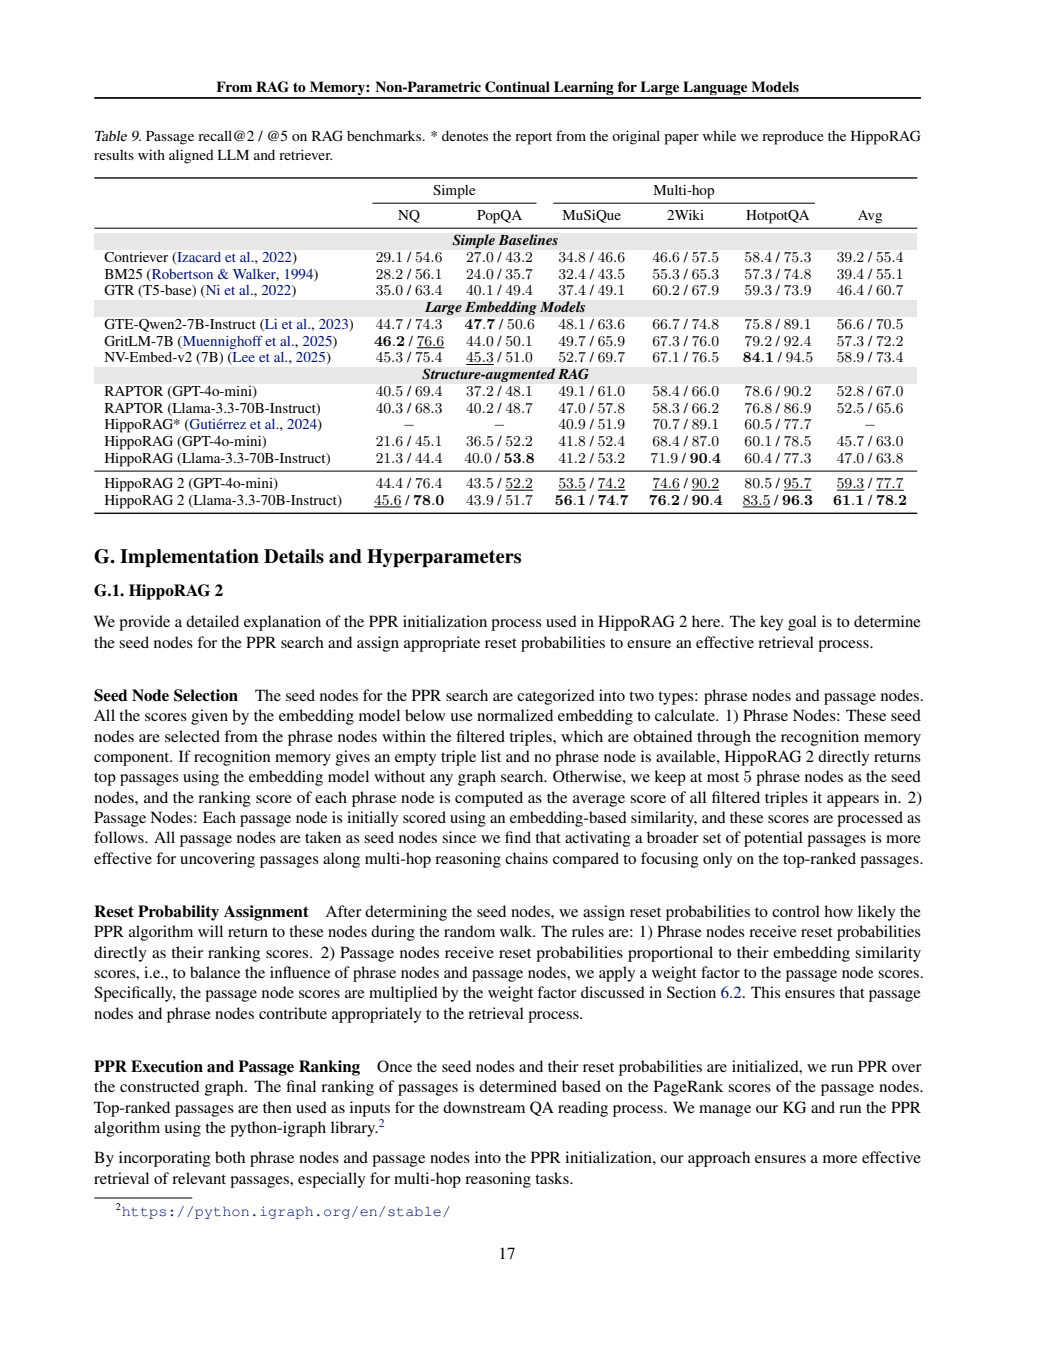 From RAG to Memory: Non-Parametric Continual Learning for Large Language Models
Table 9. Passage recall@2 / @5 on RAG benchmarks. * denotes the report from the original paper while we reproduce the HippoRAG
results with aligned LLM and retriever.
Simple Multi-hop
NQ PopQA MuSiQue 2Wiki HotpotQA Avg
Simple Baselines
Contriever (Izacard et al., 2022) 29.1 / 54.6 27.0 / 43.2 34.8 / 46.6 46.6 / 57.5 58.4 / 75.3 39.2 / 55.4
BM25 (Robertson & Walker, 1994) 28.2 / 56.1 24.0 / 35.7 32.4 / 43.5 55.3 / 65.3 57.3 / 74.8 39.4 / 55.1
GTR (T5-base) (Ni et al., 2022) 35.0 / 63.4 40.1 / 49.4 37.4 / 49.1 60.2 / 67.9 59.3 / 73.9 46.4 / 60.7
Large Embedding Models
GTE-Qwen2-7B-Instruct (Li et al., 2023) 44.7 / 74.3 47.7 / 50.6 48.1 / 63.6 66.7 / 74.8 75.8 / 89.1 56.6 / 70.5
GritLM-7B (Muennighoff et al., 2025) 46.2 / 76.6 44.0 / 50.1 49.7 / 65.9 67.3 / 76.0 79.2 / 92.4 57.3 / 72.2
NV-Embed-v2 (7B) (Lee et al., 2025) 45.3 / 75.4 45.3 / 51.0 52.7 / 69.7 67.1 / 76.5 84.1 / 94.5 58.9 / 73.4
Structure-augmented RAG
RAPTOR (GPT-4o-mini) 40.5 / 69.4 37.2 / 48.1 49.1 / 61.0 58.4 / 66.0 78.6 / 90.2 52.8 / 67.0
RAPTOR (Llama-3.3-70B-Instruct) 40.3 / 68.3 40.2 / 48.7 47.0 / 57.8 58.3 / 66.2 76.8 / 86.9 52.5 / 65.6
HippoRAG* (Gutiérrez et al., 2024) – – 40.9 / 51.9 70.7 / 89.1 60.5 / 77.7 –
HippoRAG (GPT-4o-mini) 21.6 / 45.1 36.5 / 52.2 41.8 / 52.4 68.4 / 87.0 60.1 / 78.5 45.7 / 63.0
HippoRAG (Llama-3.3-70B-Instruct) 21.3 / 44.4 40.0 / 53.8 41.2 / 53.2 71.9 / 90.4 60.4 / 77.3 47.0 / 63.8
HippoRAG 2 (GPT-4o-mini) 44.4 / 76.4 43.5 / 52.2 53.5 / 74.2 74.6 / 90.2 80.5 / 95.7 59.3 / 77.7
HippoRAG 2 (Llama-3.3-70B-Instruct) 45.6 / 78.0 43.9 / 51.7 56.1 / 74.7 76.2 / 90.4 83.5 / 96.3 61.1 / 78.2
G. Implementation Details and Hyperparameters
G.1. HippoRAG 2
We provide a detailed explanation of the PPR initialization process used in HippoRAG 2 here. The key goal is to determine
the seed nodes for the PPR search and assign appropriate reset probabilities to ensure an effective retrieval process.
Seed Node Selection The seed nodes for the PPR search are categorized into two types: phrase nodes and passage nodes.
All the scores given by the embedding model below use normalized embedding to calculate. 1) Phrase Nodes: These seed
nodes are selected from the phrase nodes within the filtered triples, which are obtained through the recognition memory
component. If recognition memory gives an empty triple list and no phrase node is available, HippoRAG 2 directly returns
top passages using the embedding model without any graph search. Otherwise, we keep at most 5 phrase nodes as the seed
nodes, and the ranking score of each phrase node is computed as the average score of all filtered triples it appears in. 2)
Passage Nodes: Each passage node is initially scored using an embedding-based similarity, and these scores are processed as
follows. All passage nodes are taken as seed nodes since we find that activating a broader set of potential passages is more
effective for uncovering passages along multi-hop reasoning chains compared to focusing only on the top-ranked passages.
Reset Probability Assignment After determining the seed nodes, we assign reset probabilities to control how likely the
PPR algorithm will return to these nodes during the random walk. The rules are: 1) Phrase nodes receive reset probabilities
directly as their ranking scores. 2) Passage nodes receive reset probabilities proportional to their embedding similarity
scores, i.e., to balance the influence of phrase nodes and passage nodes, we apply a weight factor to the passage node scores.
Specifically, the passage node scores are multiplied by the weight factor discussed in Section 6.2. This ensures that passage
nodes and phrase nodes contribute appropriately to the retrieval process.
PPR Execution and Passage Ranking Once the seed nodes and their reset probabilities are initialized, we run PPR over
the constructed graph. The final ranking of passages is determined based on the PageRank scores of the passage nodes.
Top-ranked passages are then used as inputs for the downstream QA reading process. We manage our KG and run the PPR
algorithm using the python-igraph library.2
By incorporating both phrase nodes and passage nodes into the PPR initialization, our approach ensures a more effective
retrieval of relevant passages, especially for multi-hop reasoning tasks.
2https://python.igraph.org/en/stable/
17